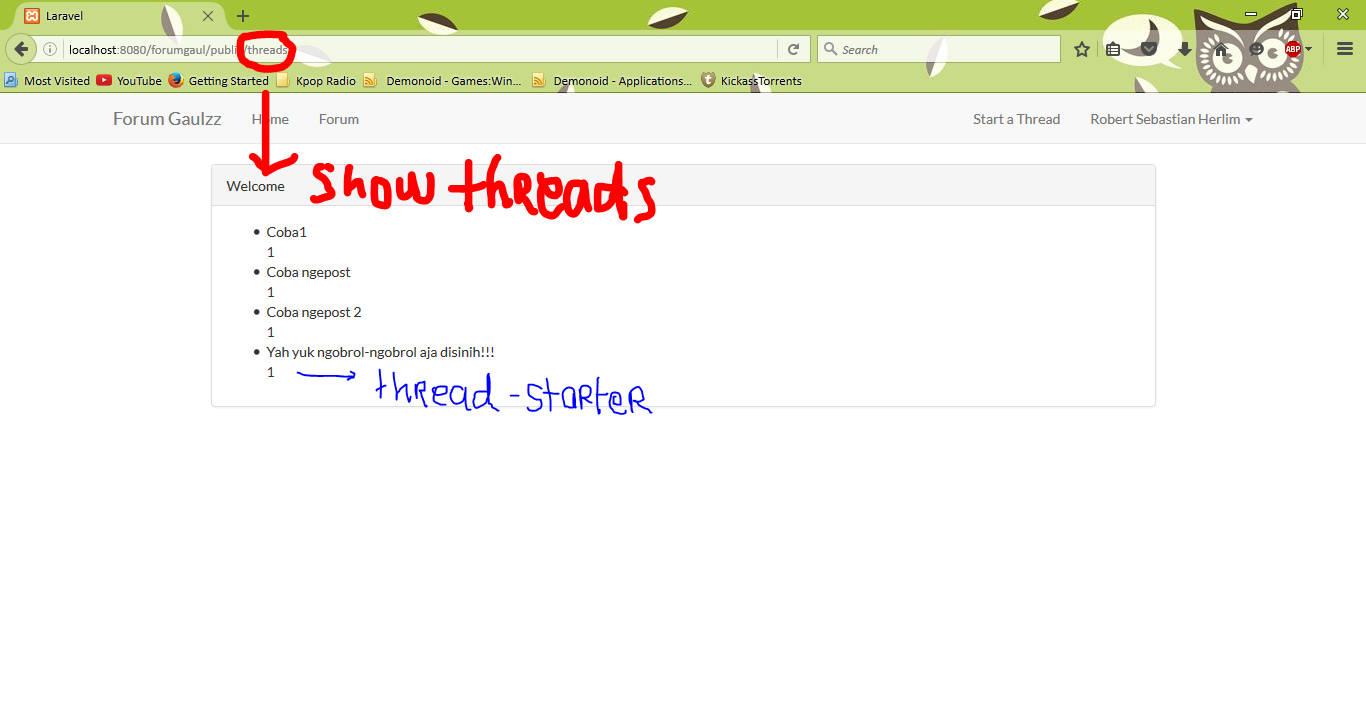 Laravel
localhost:8080/forumgaul/public/threads
Search
ABP
Most Visited YouTube Getting Started Kpop Radio Demonoid - Games:Win... Demonoid - Applications... KickassTorrents
Forum Gaulzz Home Forum Start a Thread Robert Sebastian Herlim
Welcome
show threads
Coba1
1
Coba ngepost
1
Coba ngepost 2
1
Yah yuk ngobrol-ngobrol aja disinih!!!
1
thread-starter